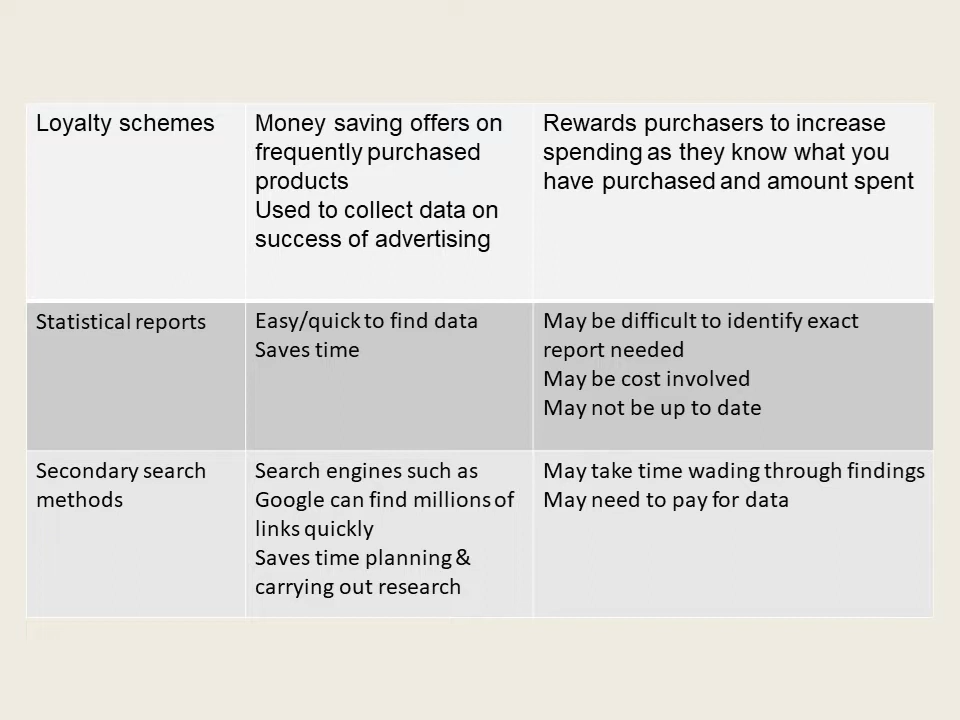 Loyalty schemes
Money saving offers on
frequently purchased
products
Used to collect data on
success of advertising
Rewards purchasers to increase
spending as they know what you
have purchased and amount spent
Statistical reports
Easy/quick to find data
Saves time
May be difficult to identify exact
report needed
May be cost involved
May not be up to date
Secondary search
methods
Search engines such as
Google can find millions of
links quickly
Saves time planning &
carrying out research
May take time wading through findings
May need to pay for data